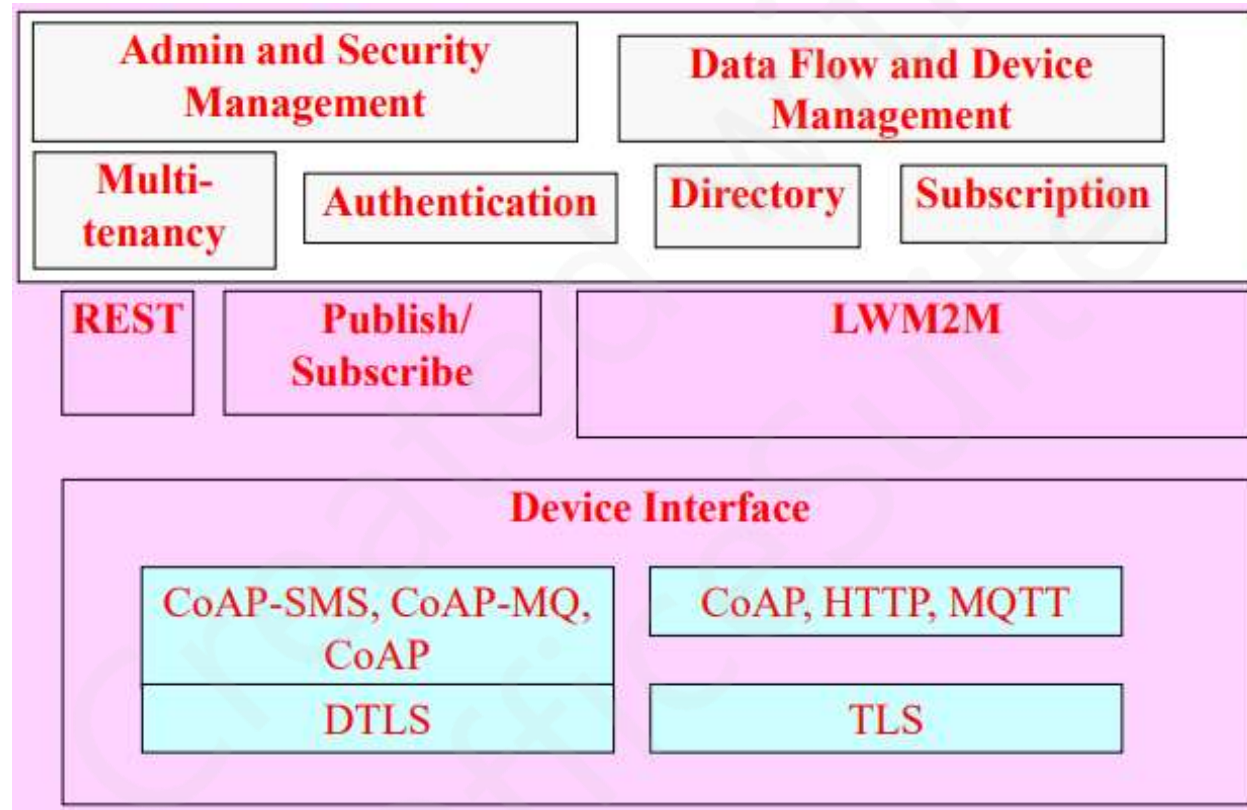 Admin and Security
Management
Data Flow and Device
Management
Multi-
tenancy
Authentication
Directory
Subscription
REST
Publish/
Subscribe
LWM2M
Device Interface
CoAP-SMS, CoAP-MQ,
CoAP
CoAP, HTTP, MQTT
DTLS
TLS